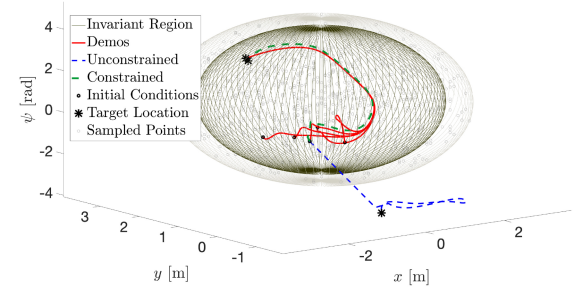 4
2
0
-2
-4
ψ [rad]
Invariant Region
Demos
Unconstrained
Constrained
Initial Conditions
Target Location
Sampled Points
3
2
1
0
-1
y [m]
-2
0
2
x [m]